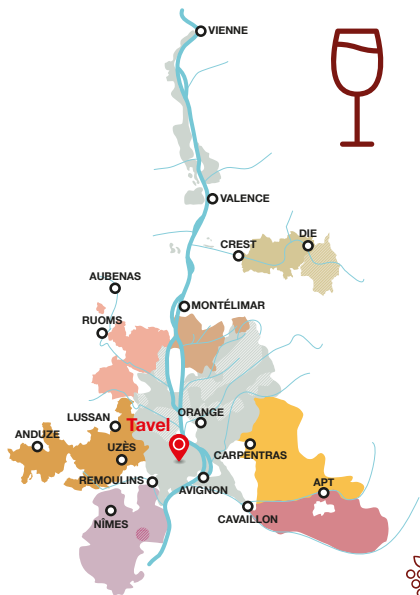 VIENNE
VALENCE
DIE
CREST
AUBENAS
MONTÉLIMAR
RUOMS
ORANGE
LUSSAN
Tavel
ANDUZE
UZÈS
CARPENTRAS
REMOULINS
AVIGNON
APT
CAVAILLON
NÎMES